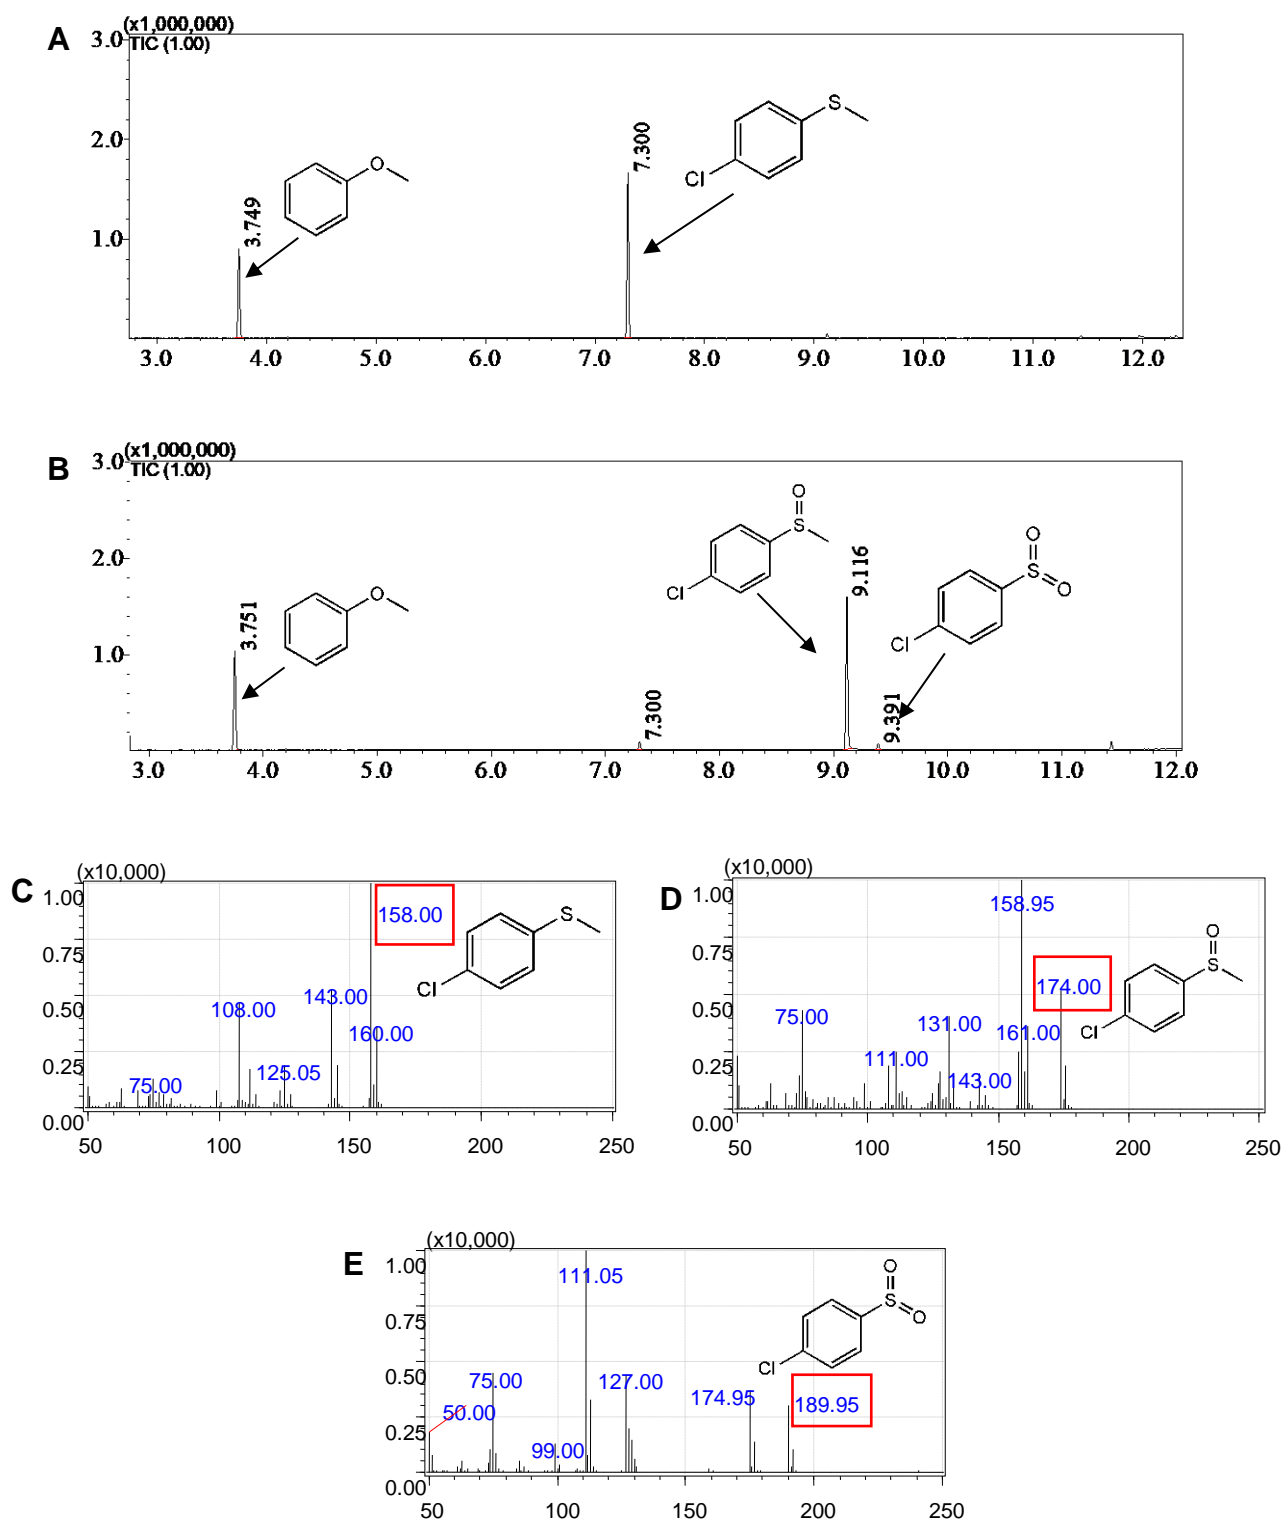 A
(x1,000,000)
3.0
TIC (1.00)
2.0
1.0
3.749
O
7.300
S
Cl
3.0 4.0 5.0 6.0 7.0 8.0 9.0 10.0 11.0 12.0
B
(x1,000,000)
3.0
TIC (1.00)
2.0
1.0
3.751
O
7.300
O
S
Cl
9.116
O
S
O
Cl
9.391
3.0 4.0 5.0 6.0 7.0 8.0 9.0 10.0 11.0 12.0
C
(x10,000)
1.00
0.75
0.50
0.25
0.00
158.00
S
Cl
143.00
108.00
160.00
125.05
75.00
50 100 150 200 250
D
(x10,000)
1.00
0.75
0.50
0.25
0.00
158.95
O
S
Cl
174.00
75.00
131.00
161.00
111.00
143.00
50 100 150 200 250
E
(x10,000)
1.00
0.75
0.50
0.25
0.00
111.05
O
S
O
Cl
75.00
127.00
174.95
189.95
50.00
99.00
50 100 150 200 250